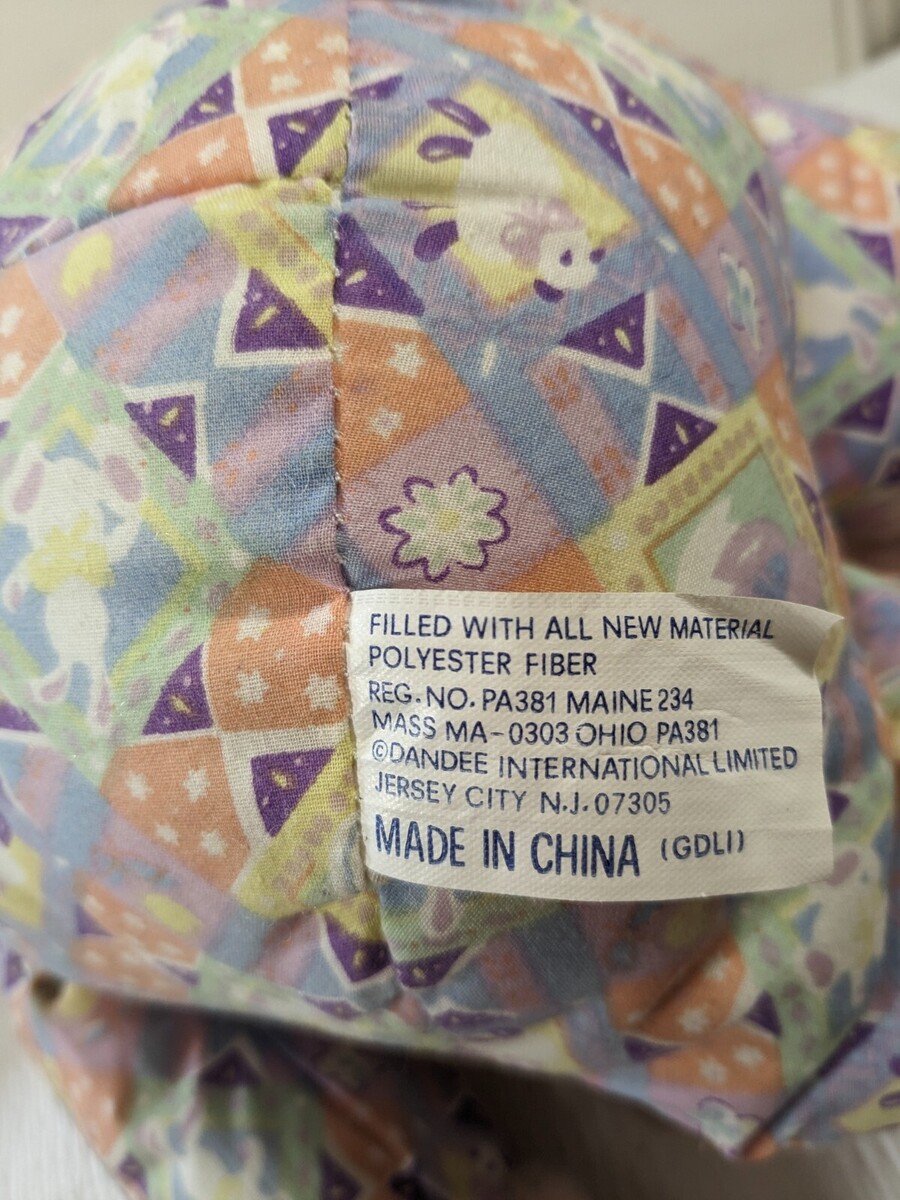 FILLED WITH ALL NEW MATERIAL
POLYESTER FIBER
REG.NO. PA381 MAINE 234
MASS MA-0303 OHIO PA381
©DANDEE INTERNATIONAL LIMITED
JERSEY CITY N.J. 07305
MADE IN CHINA (GDLI)